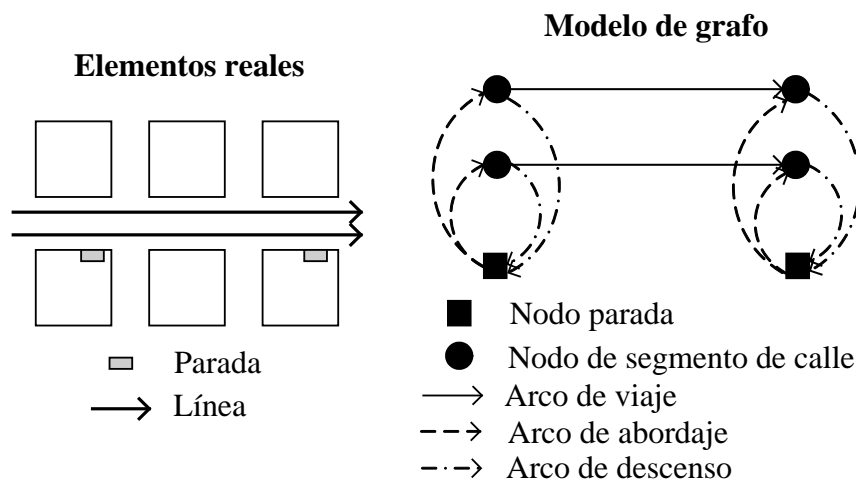 Elementos reales
Parada
Línea
Modelo de grafo
Nodo parada
Nodo de segmento de calle
Arco de viaje
Arco de abordaje
Arco de descenso